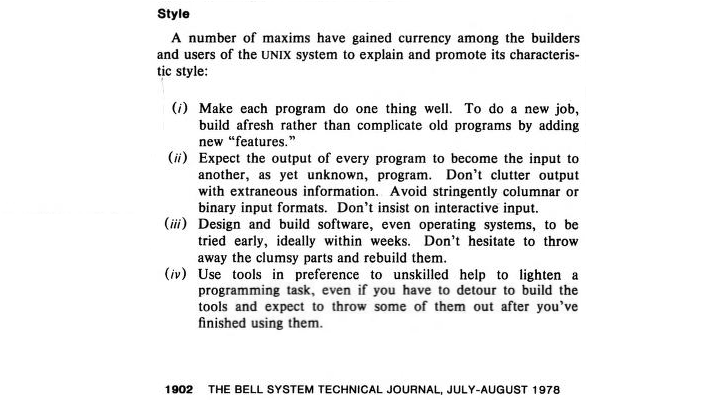 Style
A number of maxims have gained currency among the builders
and users of the UNIX system to explain and promote its characteris-
tic style:
(i) Make each program do one thing well. To do a new job,
build afresh rather than complicate old programs by adding
new “features.”
(ii) Expect the output of every program to become the input to
another, as yet unknown, program. Don’t clutter output
with extraneous information. Avoid stringently columnar or
binary input formats. Don’t insist on interactive input.
(iii) Design and build software, even operating systems, to be
tried early, ideally within weeks. Don’t hesitate to throw
away the clumsy parts and rebuild them.
(iv) Use tools in preference to unskilled help to lighten a
programming task, even if you have to detour to build the
tools and expect to throw some of them out after you’ve
finished using them.
1902 THE BELL SYSTEM TECHNICAL JOURNAL, JULY-AUGUST 1978